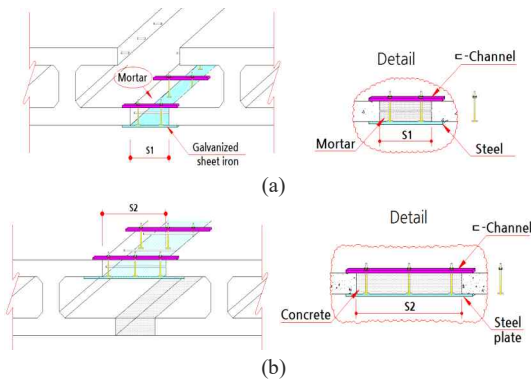 Mortar
Galvanized
sheet iron
S1
Detail
ㄷ-Channel
S1
Mortar
Steel
(a)
S2
Detail
ㄷ-Channel
S2
Concrete
Steel
plate
(b)